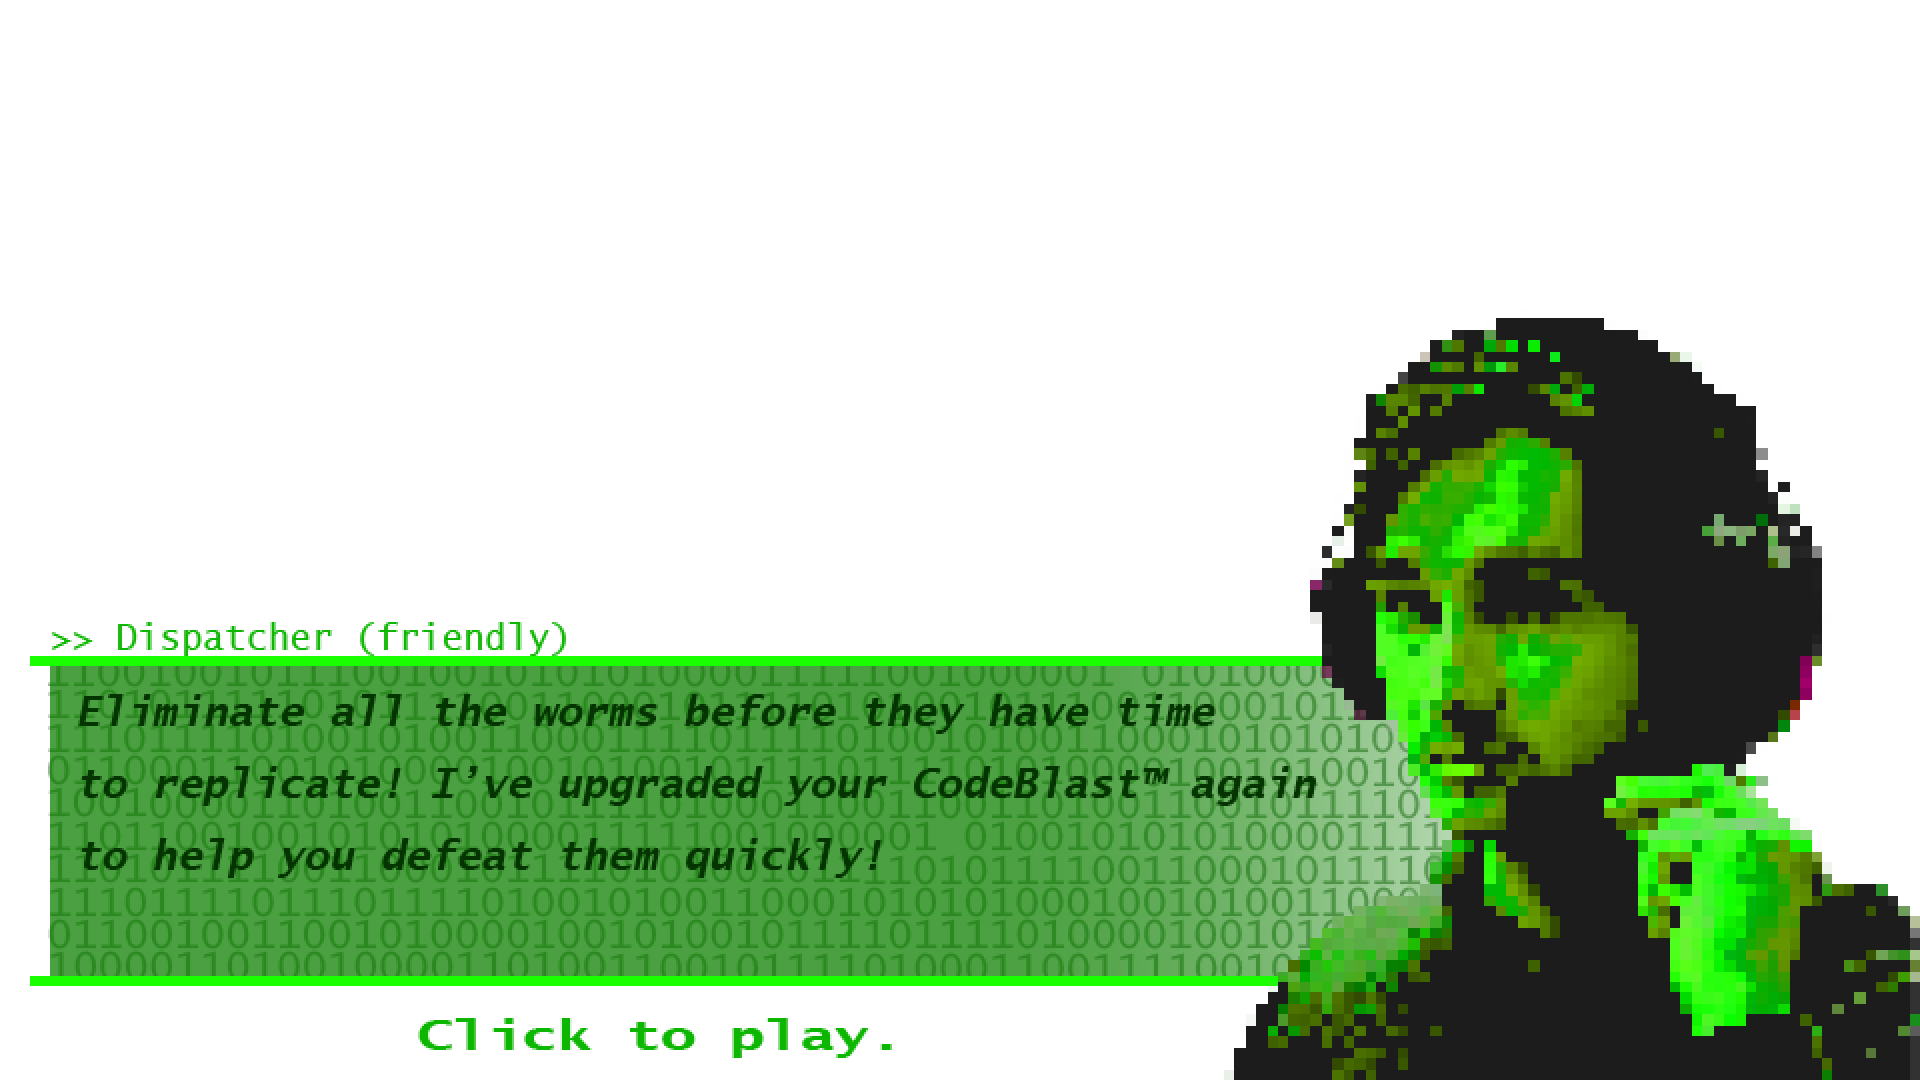 >> Dispatcher (friendly)
Eliminate all the worms before they have time
to replicate! I’ve upgraded your CodeBlast™ again
to help you defeat them quickly!
Click to play.